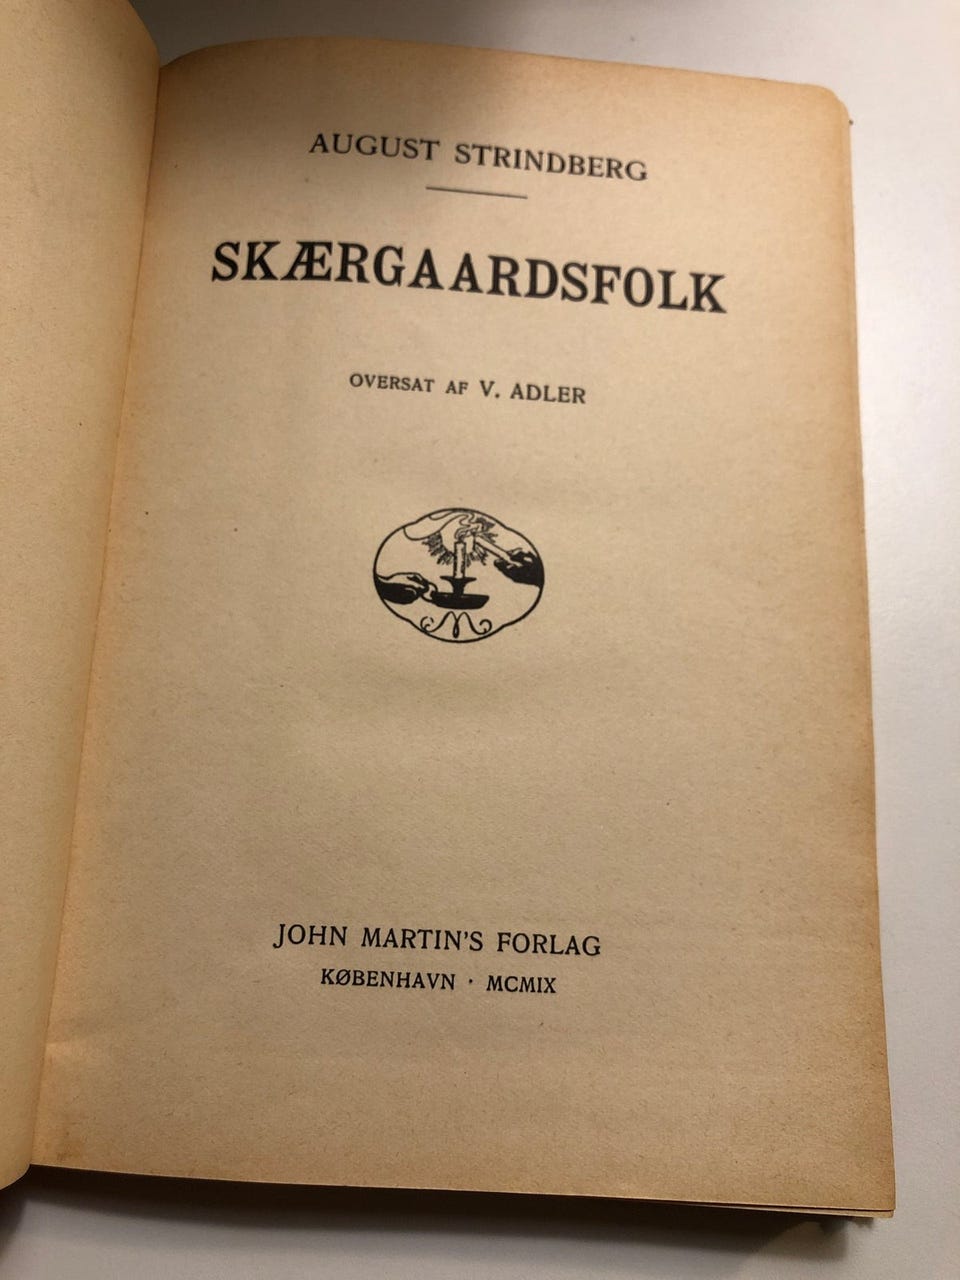 AUGUST STRINDBERG
SKÆRGAARDSFOLK
OVERSAT AF V. ADLER
JOHN MARTIN'S FORLAG
KØBENHAVN · MCMIX